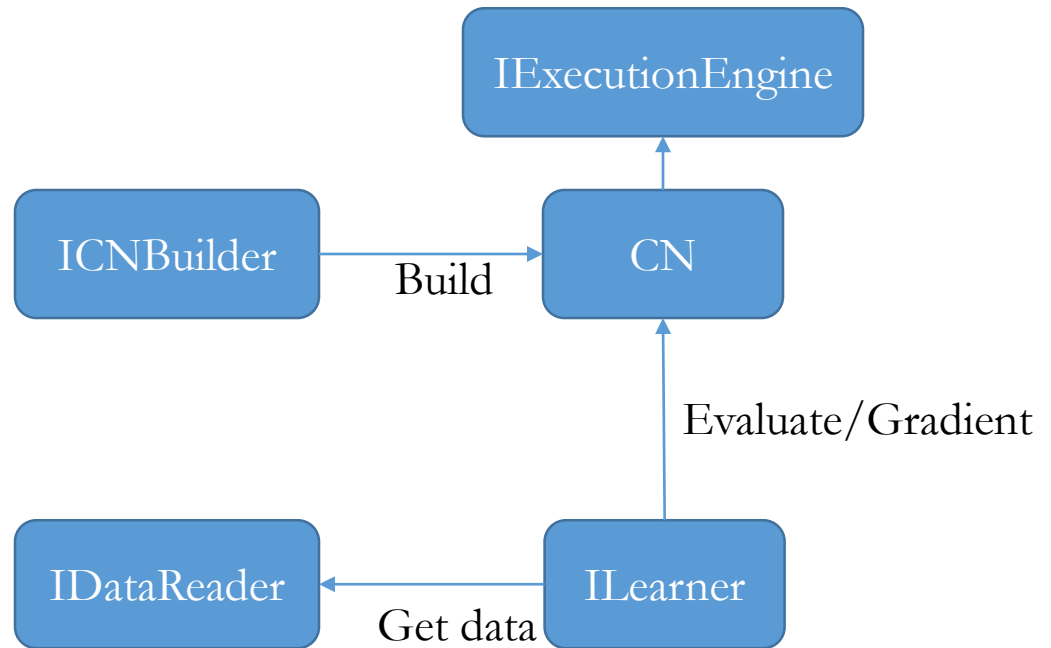 IExecutionEngine
ICNBuilder
Build
CN
Evaluate/Gradient
IDataReader
Get data
ILearner